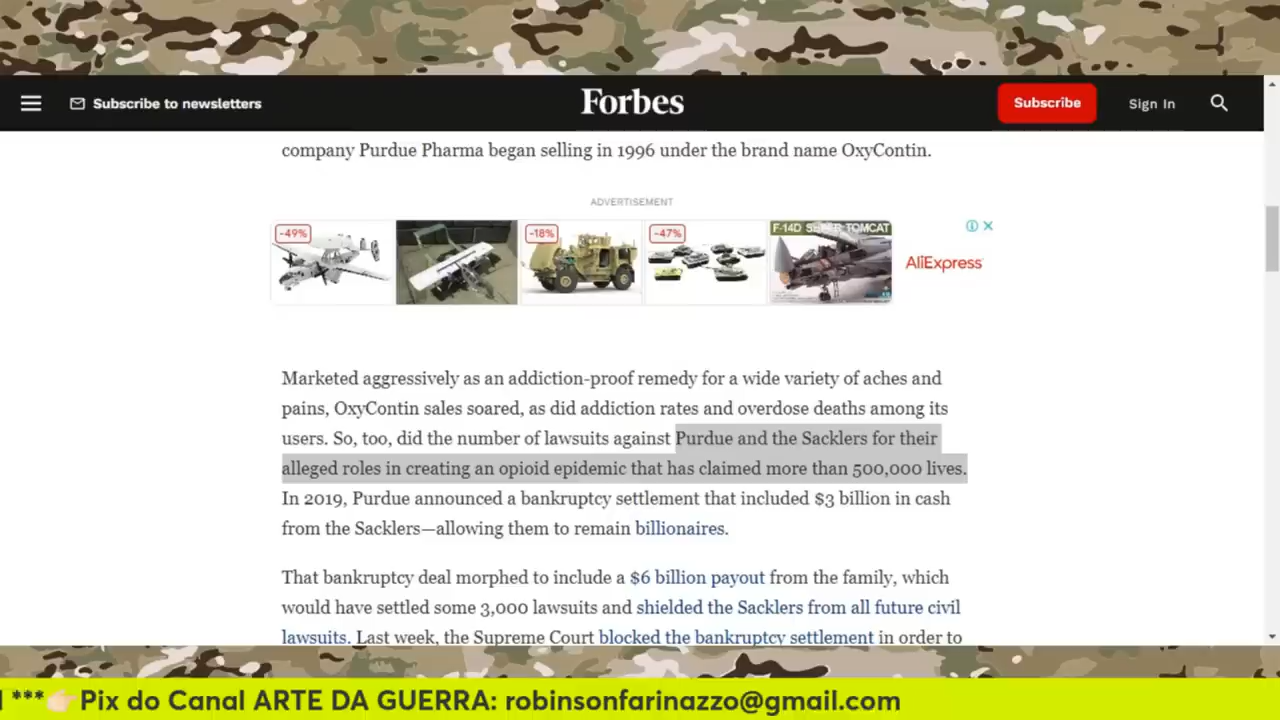 Subscribe to newsletters
Forbes
Subscribe
Sign In
company Purdue Pharma began selling in 1996 under the brand name OxyContin.
ADVERTISEMENT
-49%
-18%
-47%
F-14D SUPER TOMCAT
AliExpress
Marketed aggressively as an addiction-proof remedy for a wide variety of aches and
pains, OxyContin sales soared, as did addiction rates and overdose deaths among its
users. So, too, did the number of lawsuits against Purdue and the Sacklers for their
alleged roles in creating an opioid epidemic that has claimed more than 500,000 lives.
In 2019, Purdue announced a bankruptcy settlement that included $3 billion in cash
from the Sacklers—allowing them to remain billionaires.
That bankruptcy deal morphed to include a $6 billion payout from the family, which
would have settled some 3,000 lawsuits and shielded the Sacklers from all future civil
lawsuits. Last week, the Supreme Court blocked the bankruptcy settlement in order to
*** 👉🏻 Pix do Canal ARTE DA GUERRA: robinsonfarinazzo@gmail.com